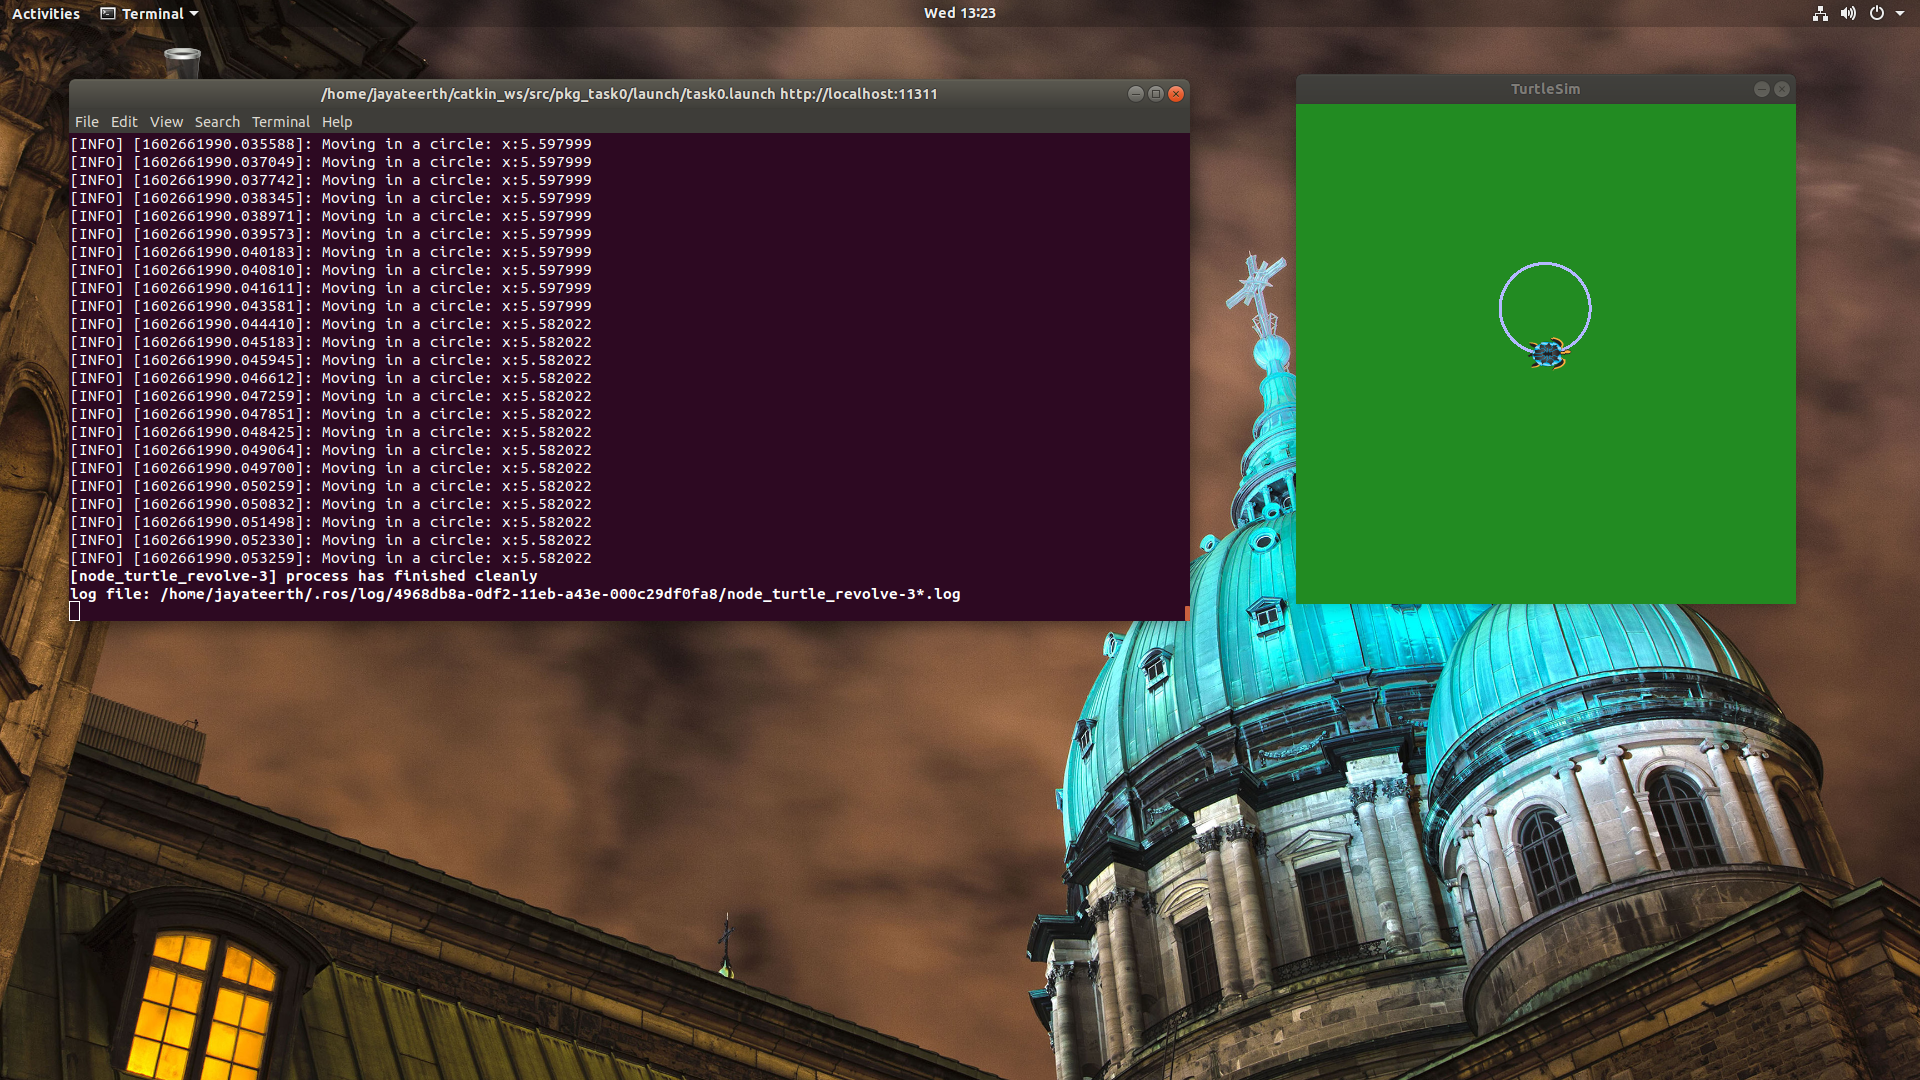 Activities Terminal Wed 13:23
/home/jayateerth/catkin_ws/src/pkg_task0/launch/task0.launch http://localhost:11311
File Edit View Search Terminal Help
[INFO] [1602661990.035588]: Moving in a circle: x:5.597999
[INFO] [1602661990.037049]: Moving in a circle: x:5.597999
[INFO] [1602661990.037742]: Moving in a circle: x:5.597999
[INFO] [1602661990.038345]: Moving in a circle: x:5.597999
[INFO] [1602661990.038971]: Moving in a circle: x:5.597999
[INFO] [1602661990.039573]: Moving in a circle: x:5.597999
[INFO] [1602661990.040183]: Moving in a circle: x:5.597999
[INFO] [1602661990.040810]: Moving in a circle: x:5.597999
[INFO] [1602661990.041611]: Moving in a circle: x:5.597999
[INFO] [1602661990.043581]: Moving in a circle: x:5.597999
[INFO] [1602661990.044410]: Moving in a circle: x:5.582022
[INFO] [1602661990.045183]: Moving in a circle: x:5.582022
[INFO] [1602661990.045945]: Moving in a circle: x:5.582022
[INFO] [1602661990.046612]: Moving in a circle: x:5.582022
[INFO] [1602661990.047259]: Moving in a circle: x:5.582022
[INFO] [1602661990.047851]: Moving in a circle: x:5.582022
[INFO] [1602661990.048425]: Moving in a circle: x:5.582022
[INFO] [1602661990.049064]: Moving in a circle: x:5.582022
[INFO] [1602661990.049700]: Moving in a circle: x:5.582022
[INFO] [1602661990.050259]: Moving in a circle: x:5.582022
[INFO] [1602661990.050832]: Moving in a circle: x:5.582022
[INFO] [1602661990.051498]: Moving in a circle: x:5.582022
[INFO] [1602661990.052330]: Moving in a circle: x:5.582022
[INFO] [1602661990.053259]: Moving in a circle: x:5.582022
[node_turtle_revolve-3] process has finished cleanly
log file: /home/jayateerth/.ros/log/4968db8a-0df2-11eb-a43e-000c29df0fa8/node_turtle_revolve-3*.log
TurtleSim